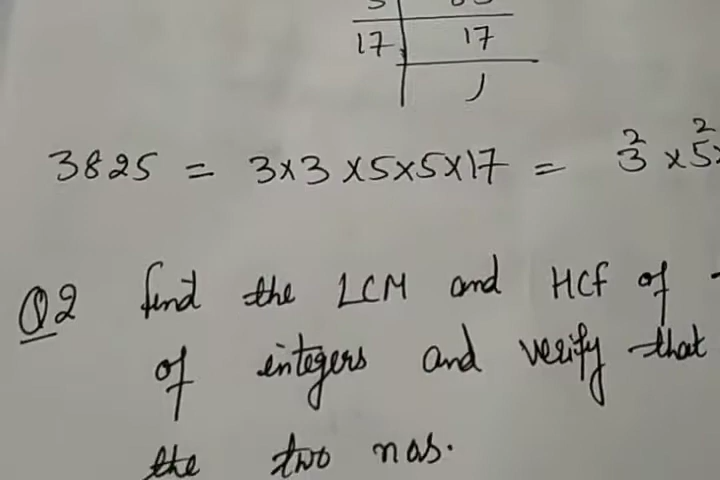 17 17
1
3825 = 3×3×5×5×17 = 3² × 5²
Q2 find the LCM and HCF of
of integers and verify that
the two nos.